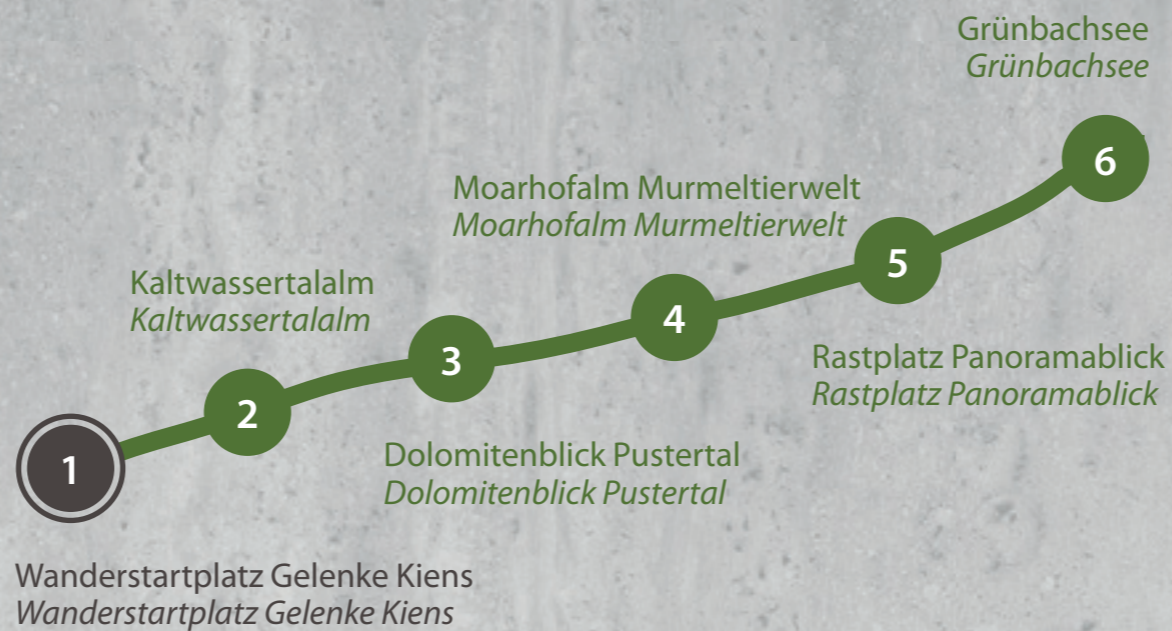 Grünbachsee
Grünbachsee
6
Moarhofalm Murmeltierwelt
Moarhofalm Murmeltierwelt
5
Kaltwassertalalm
Kaltwassertalalm
4
3
Rastplatz Panoramablick
Rastplatz Panoramablick
2
1
Dolomitenblick Pustertal
Dolomitenblick Pustertal
Wanderstartplatz Gelenke Kiens
Wanderstartplatz Gelenke Kiens